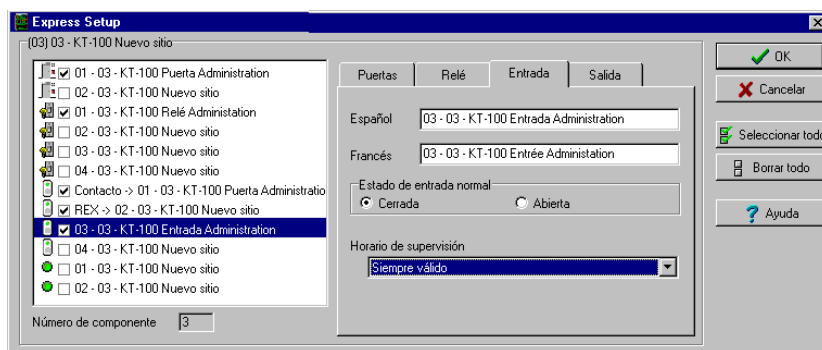 Express Setup
(03) 03 - KT-100 Nuevo sitio
01 - 03 - KT-100 Puerta Administration
02 - 03 - KT-100 Nuevo sitio
01 - 03 - KT-100 Relé Administation
02 - 03 - KT-100 Nuevo sitio
03 - 03 - KT-100 Nuevo sitio
04 - 03 - KT-100 Nuevo sitio
Contacto -> 01 - 03 - KT-100 Puerta Administratio
REX -> 02 - 03 - KT-100 Nuevo sitio
03 - 03 - KT-100 Entrada Administration
04 - 03 - KT-100 Nuevo sitio
01 - 03 - KT-100 Nuevo sitio
02 - 03 - KT-100 Nuevo sitio
Número de componente 3
Puertas Relé Entrada Salida
Español 03 - 03 - KT-100 Entrada Administration
Francés 03 - 03 - KT-100 Entrée Administation
Estado de entrada normal
Cerrada Abierta
Horario de supervisión
Siempre válido
OK
Cancelar
Seleccionar todo
Borrar todo
Ayuda